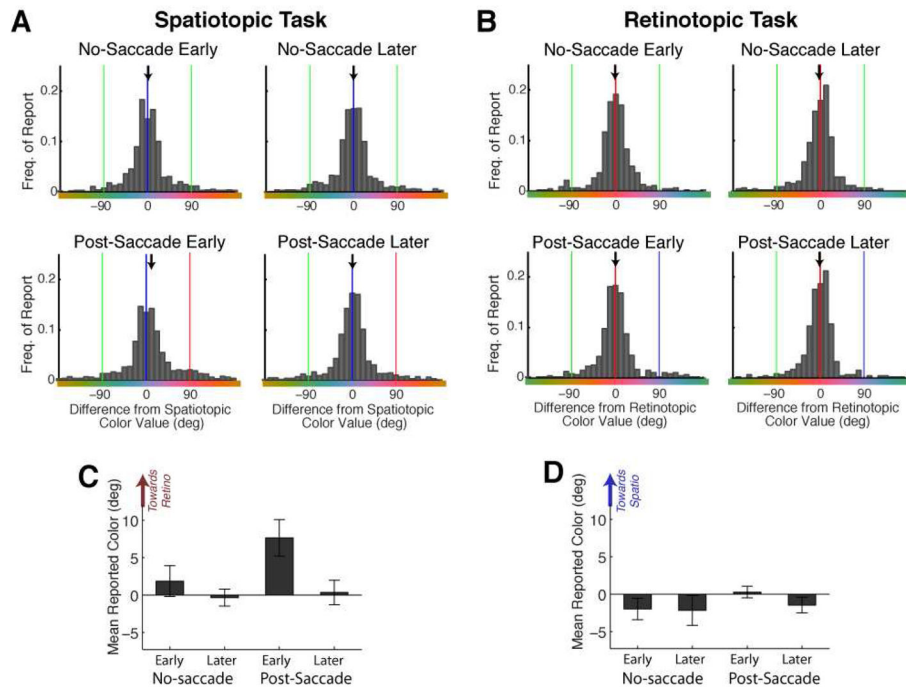 A
Spatiotopic Task
B
Retinotopic Task
No-Saccade Early
No-Saccade Later
No-Saccade Early
No-Saccade Later
Freq. of Report
0.2
0.1
0
−90
0
90
−90
0
90
Freq. of Report
0.2
0.1
0
−90
0
90
−90
0
90
Post-Saccade Early
Post-Saccade Later
Post-Saccade Early
Post-Saccade Later
Freq. of Report
0.2
0.1
0
−90
0
90
−90
0
90
Difference from Spatiotopic
Color Value (deg)
Difference from Spatiotopic
Color Value (deg)
Freq. of Report
0.2
0.1
0
−90
0
90
−90
0
90
Difference from Retinotopic
Color Value (deg)
Difference from Retinotopic
Color Value (deg)
C
Towards
Retino
Mean Reported Color (deg)
10
5
0
−5
Early
Later
Early
Later
No-saccade
Post-Saccade
D
Towards
Spatio
Mean Reported Color (deg)
10
5
0
−5
Early
Later
Early
Later
No-saccade
Post-Saccade